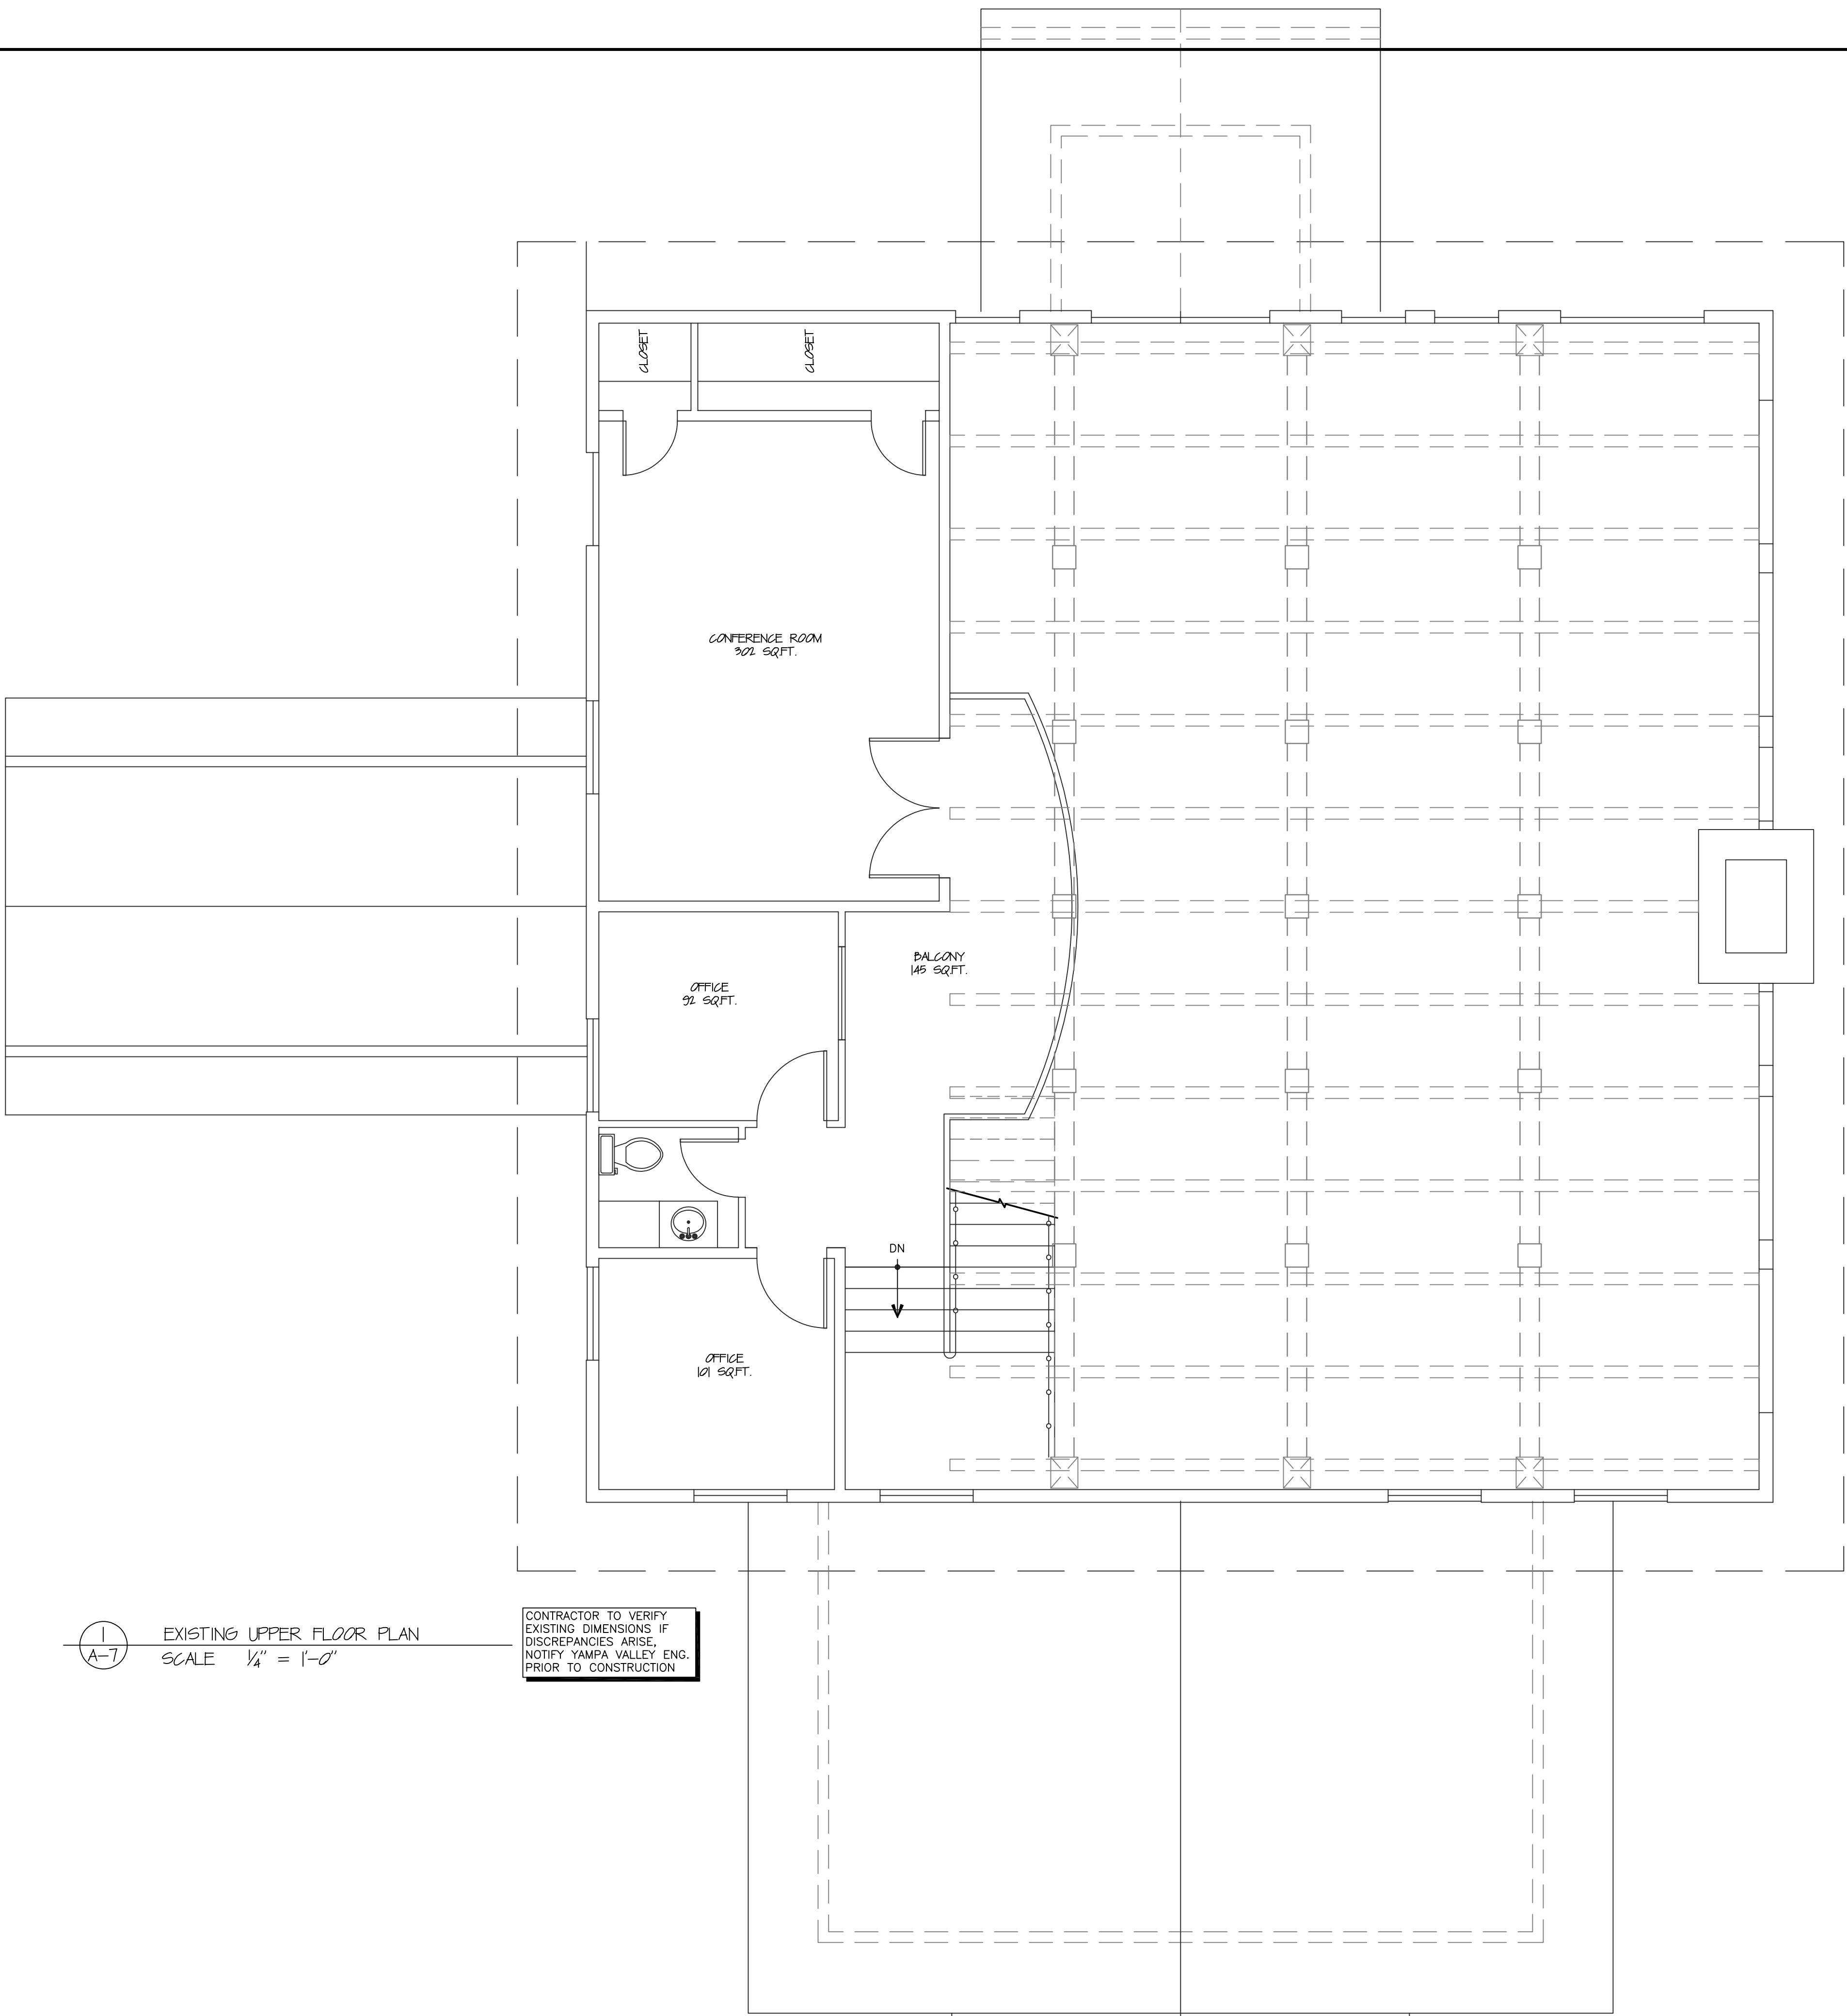 CLOSET
CLOSET
CONFERENCE ROOM
302 SQ.FT.
BALCONY
145 SQ.FT.
OFFICE
92 SQ.FT.
DN
OFFICE
101 SQ.FT.
1
A-7
EXISTING UPPER FLOOR PLAN
SCALE 1/4" = 1'-0"
CONTRACTOR TO VERIFY
EXISTING DIMENSIONS IF
DISCREPANCIES ARISE,
NOTIFY YAMPA VALLEY ENG.
PRIOR TO CONSTRUCTION